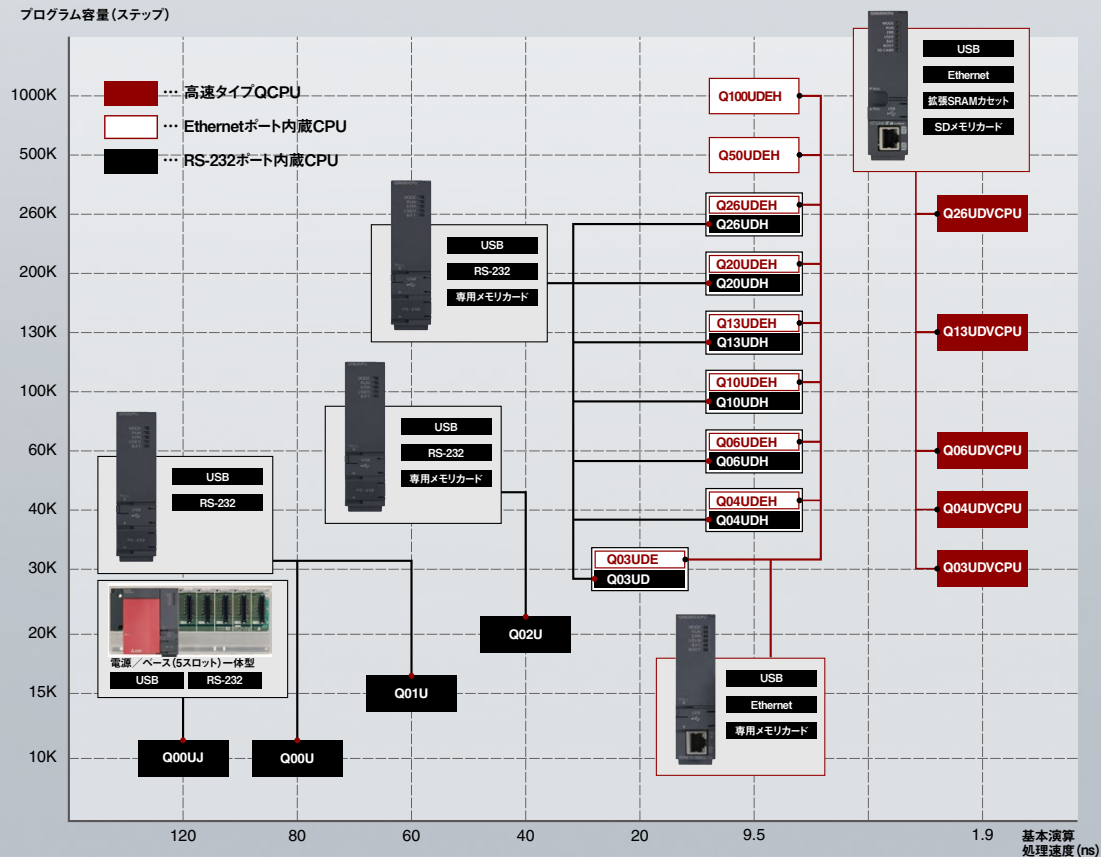 プログラム容量(ステップ)
… 高速タイプQCPU
… Ethernetポート内蔵CPU
… RS-232ポート内蔵CPU
1000K
500K
260K
200K
130K
100K
60K
40K
30K
20K
15K
10K
USB
Ethernet
拡張SRAMカセット
SDメモリカード
Q100UDEH
Q50UDEH
Q26UDEH
Q26UDH
Q20UDEH
Q20UDH
Q13UDEH
Q13UDH
Q10UDEH
Q10UDH
Q06UDEH
Q06UDH
Q04UDEH
Q04UDH
Q03UDE
Q03UD
Q26UDVCPU
Q13UDVCPU
Q06UDVCPU
Q04UDVCPU
Q03UDVCPU
USB
RS-232
専用メモリカード
USB
RS-232
専用メモリカード
USB
RS-232
電源/ベース(5スロット)一体型
USB
RS-232
Q02U
Q01U
Q00UJ
Q00U
USB
Ethernet
専用メモリカード
120
80
60
40
20
9.5
1.9
基本演算
処理速度(ns)